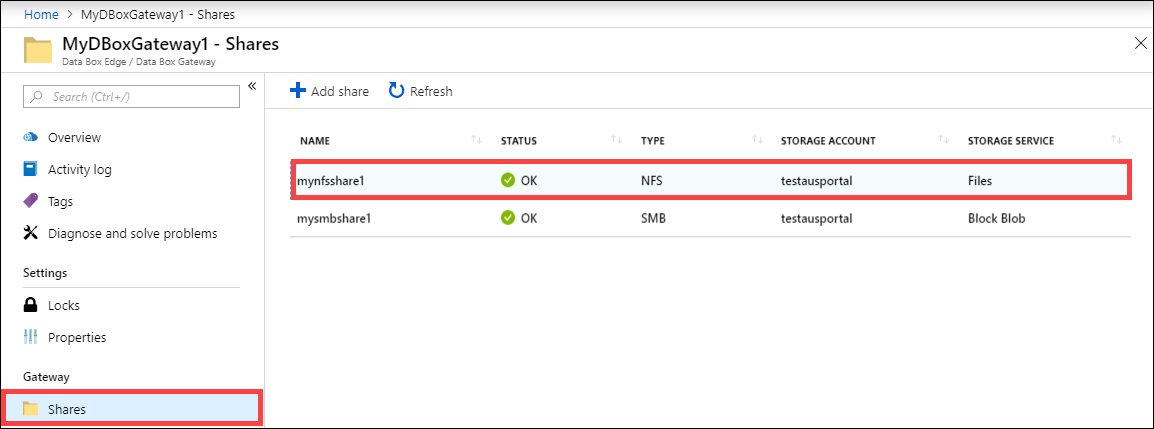 Home > MyDBoxGateway1 - Shares
MyDBoxGateway1 - Shares
Data Box Edge / Data Box Gateway
Search (Ctrl+/)
Overview
Activity log
Tags
Diagnose and solve problems
Settings
Locks
Properties
Gateway
Shares
Add share Refresh
NAME STATUS TYPE STORAGE ACCOUNT STORAGE SERVICE
mynfsshare1 OK NFS testausportal Files
mysmbshare1 OK SMB testausportal Block Blob